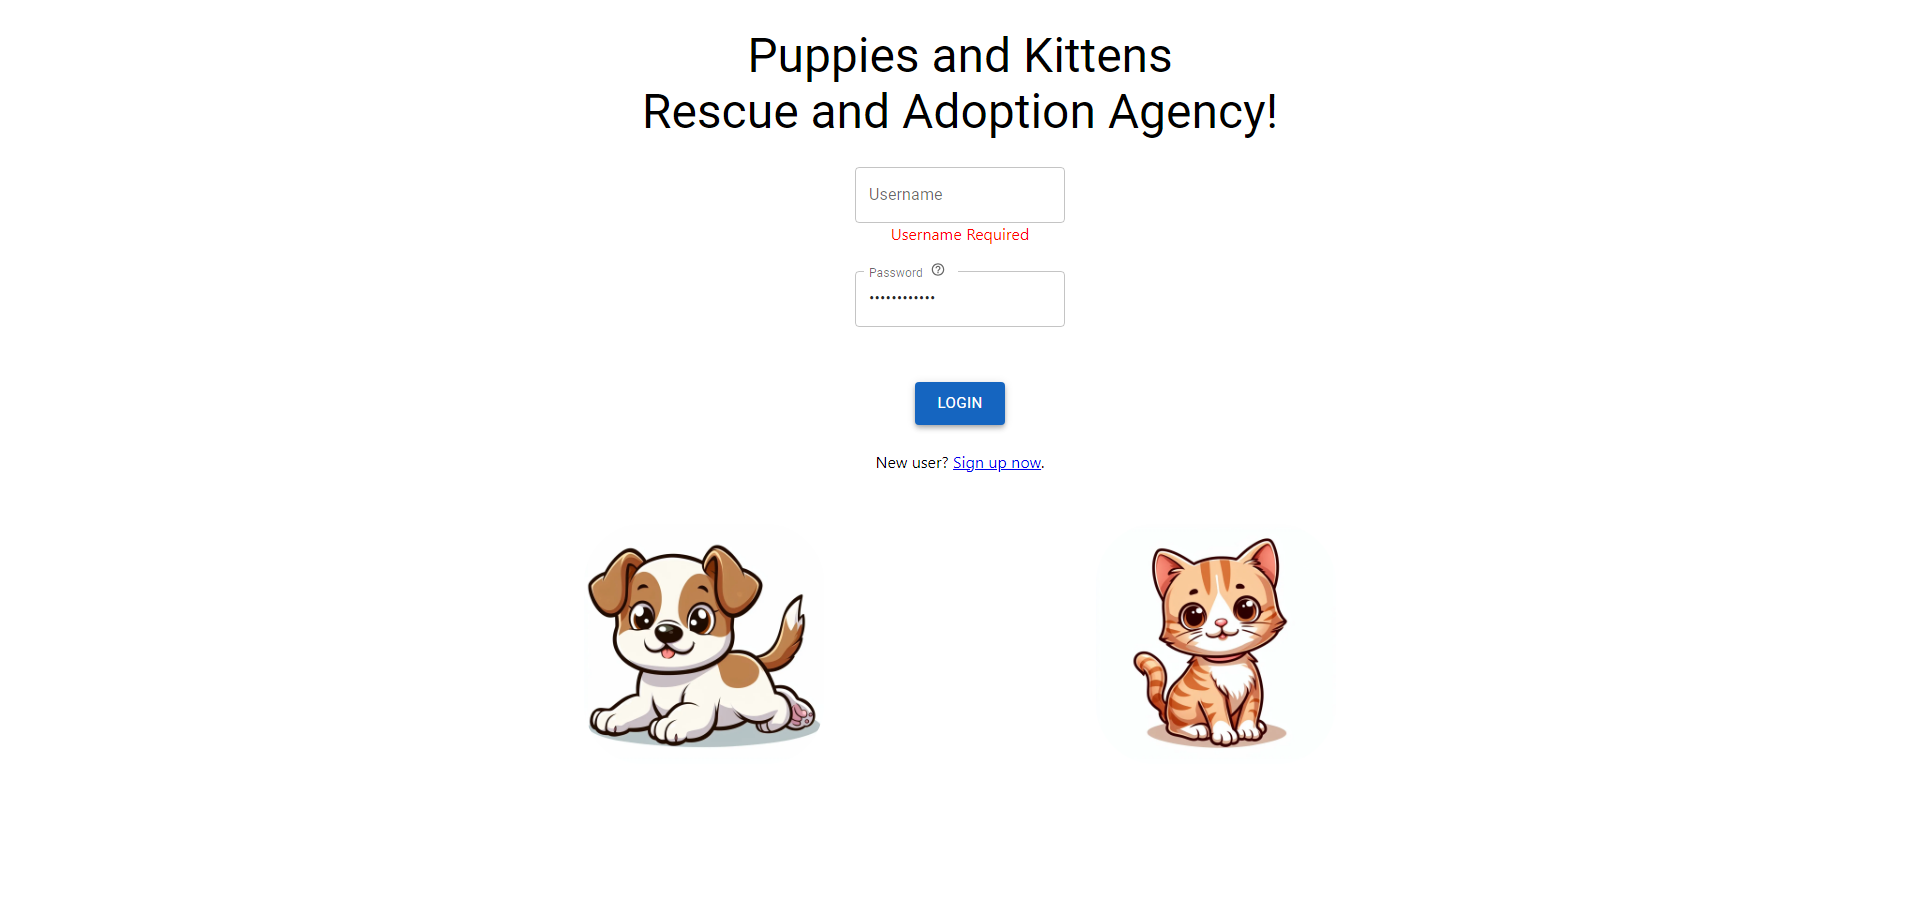 Puppies and Kittens
Rescue and Adoption Agency!
Username
Username Required
Password
••••••••••••
LOGIN
New user? Sign up now.